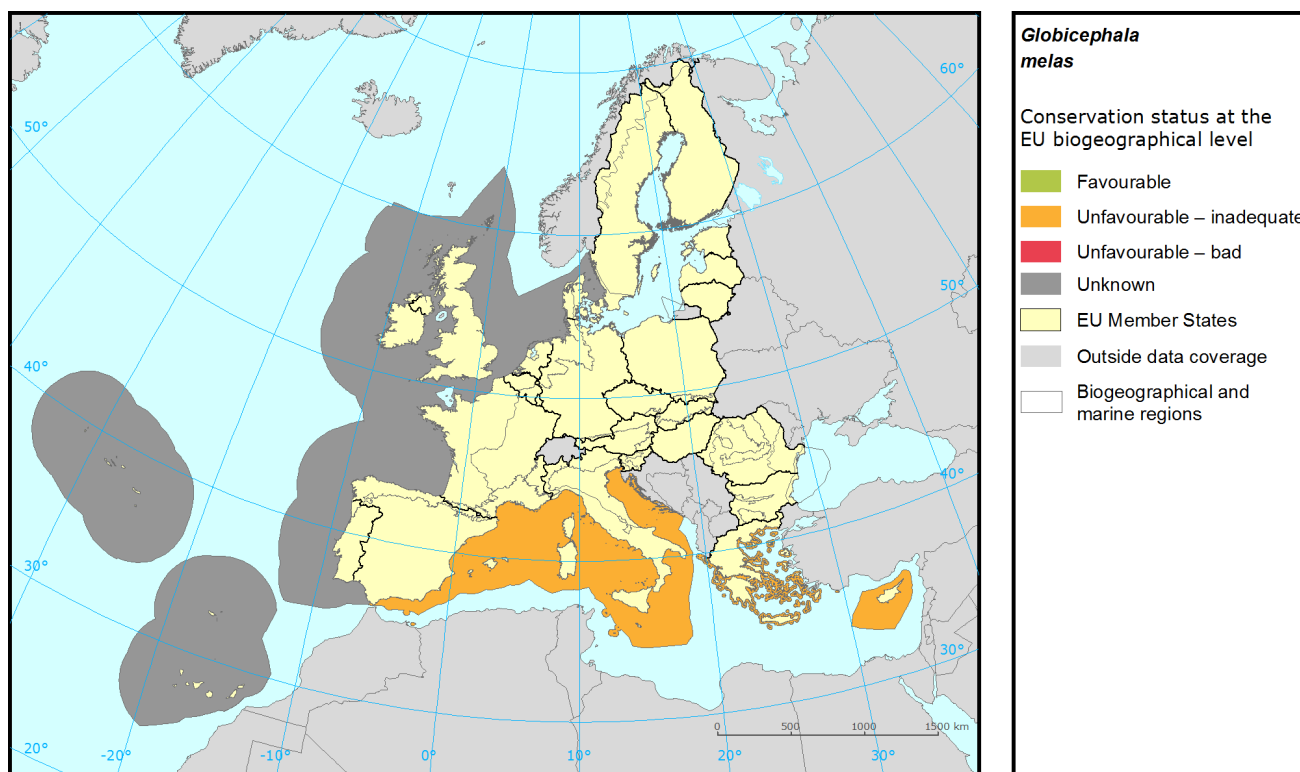 Globicephala
melas
Conservation status at the
EU biogeographical level
Favourable
Unfavourable – inadequate
Unfavourable – bad
Unknown
EU Member States
Outside data coverage
Biogeographical and
marine regions
60°
50°
50°
40°
40°
30°
30°
20°
-20°
-10°
0°
10°
20°
30°
0 500 1000 1500 km